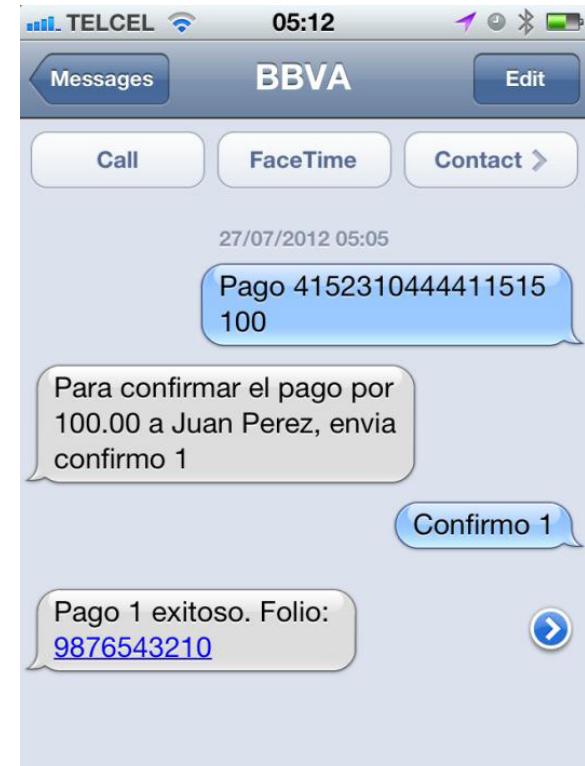 TELCEL 05:12
Messages BBVA Edit
Call FaceTime Contact
27/07/2012 05:05
Pago 4152310444411515
100
Para confirmar el pago por
100.00 a Juan Perez, envia
confirmo 1
Confirmo 1
Pago 1 exitoso. Folio:
9876543210